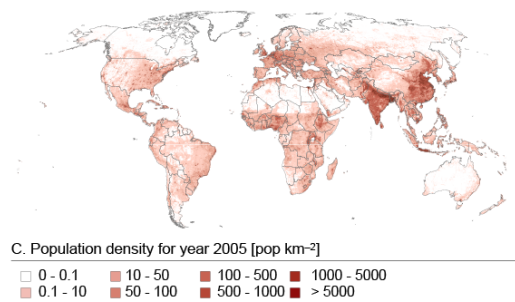 C. Population density for year 2005 [pop km⁻²]
0 - 0.1 10 - 50 100 - 500 1000 - 5000
0.1 - 10 50 - 100 500 - 1000 > 5000